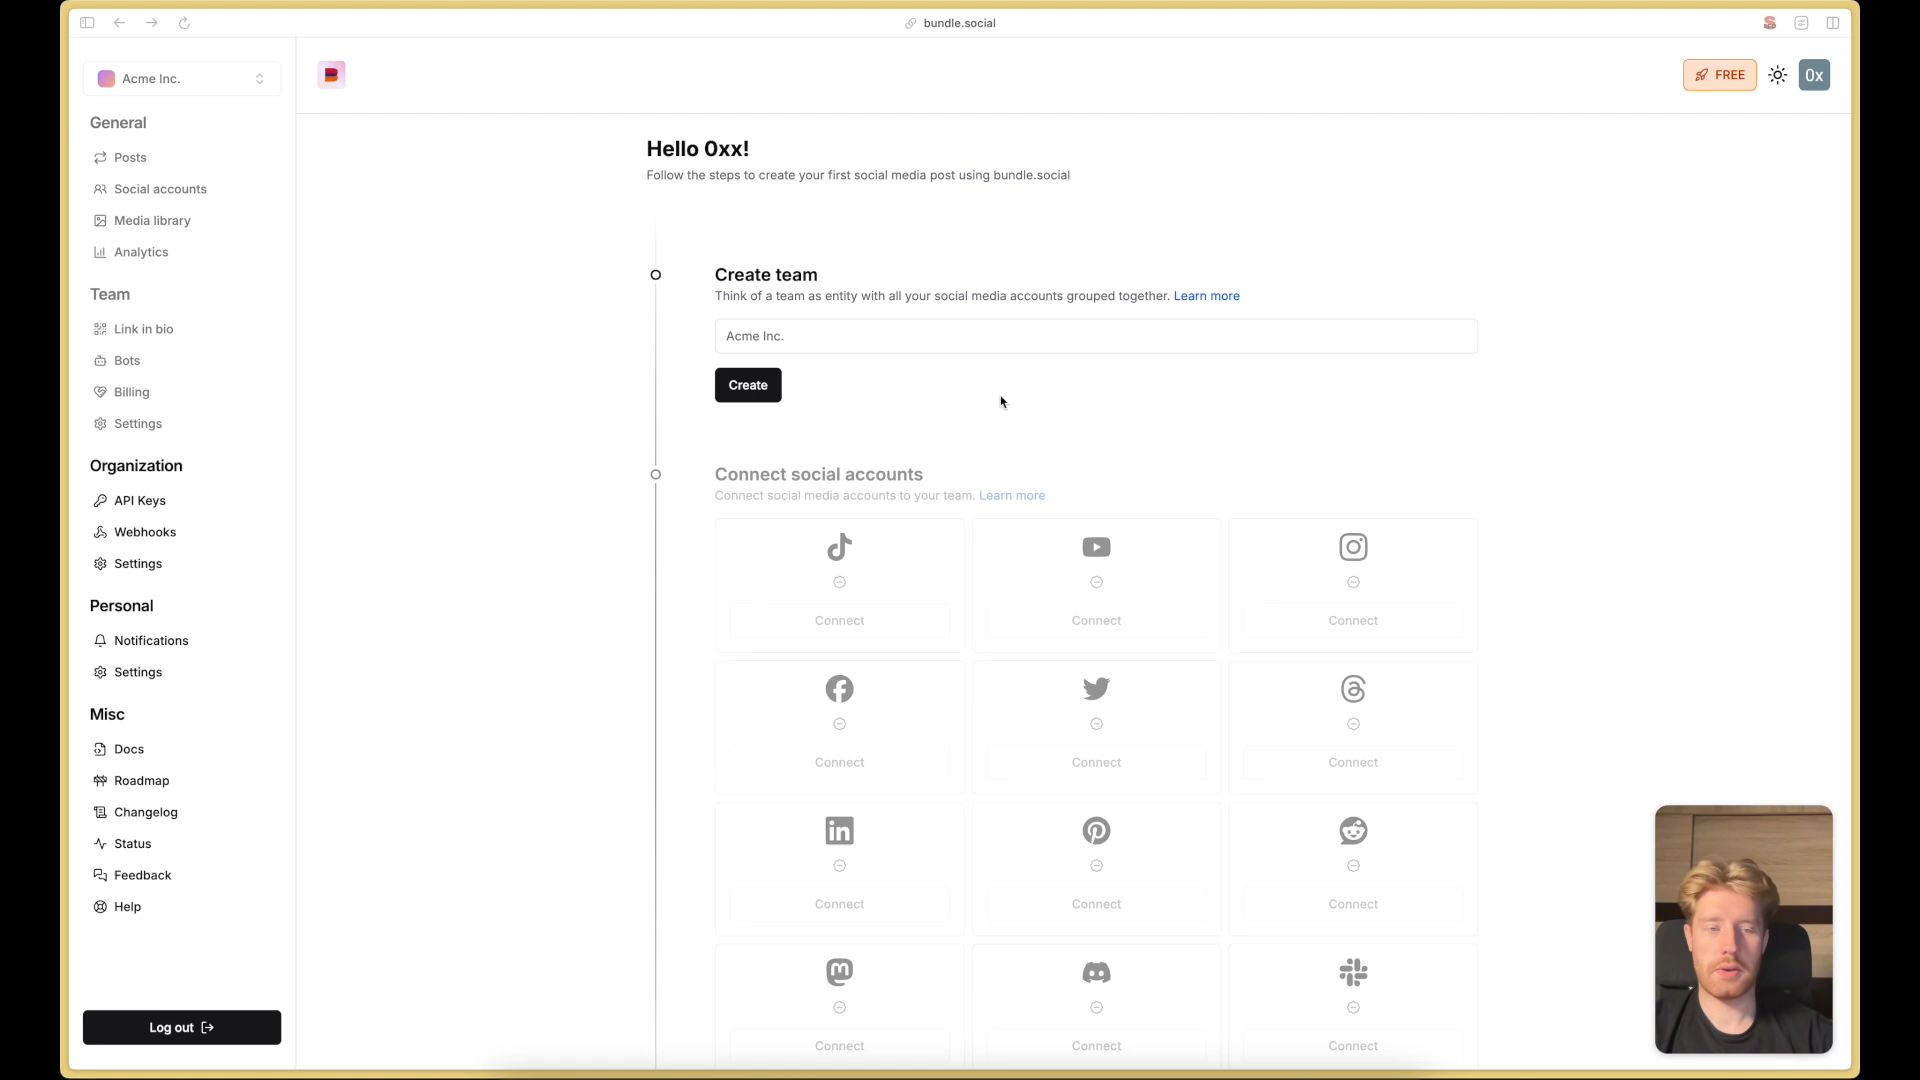 bundle.social
Acme Inc.
B
FREE
0x
General
Posts
Social accounts
Media library
Analytics
Team
Link in bio
Bots
Billing
Settings
Organization
API Keys
Webhooks
Settings
Personal
Notifications
Settings
Misc
Docs
Roadmap
Changelog
Status
Feedback
Help
Log out
Hello 0xx!
Follow the steps to create your first social media post using bundle.social
Create team
Think of a team as entity with all your social media accounts grouped together. Learn more
Acme Inc.
Create
Connect social accounts
Connect social media accounts to your team. Learn more
Connect
Connect
Connect
Connect
Connect
Connect
Connect
Connect
Connect
Connect
Connect
Connect